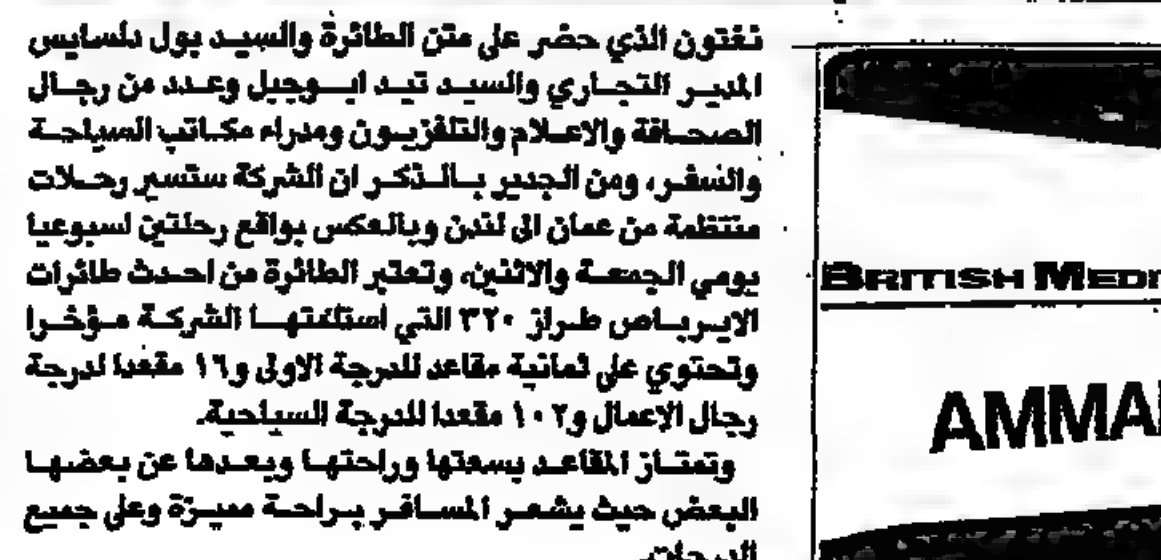 نغتون الذي حضر على متن الطائرة والسيد بول دلسايس
المدير التجاري والسيد تيد ابوجبل وعدد من رجال
الصحافة والاعلام والتلفزيون ومدراء مكاتب السياحة
والسفر، ومن الجدير بالذكر ان الشركة ستسير رحلات
منتظمة من عمان الى لندن وبالعكس بواقع رحلتين اسبوعيا
يومي الجمعة والاثنين، وتعتبر الطائرة من احدث طائرات
الايرباص طراز ٣٢٠ التي استلمتها الشركة مؤخرا
وتحتوي على ثمانية مقاعد للدرجة الاولى و١٦ مقعدا لدرجة
رجال الاعمال و١٠٢ مقعدا للدرجة السياحية.
وتمتاز المقاعد بسعتها وراحتها وبعدها عن بعضها
البعض حيث يشعر المسافر براحة مميزة وعلى جميع
الدرجات.
BRITISH MED
AMMA